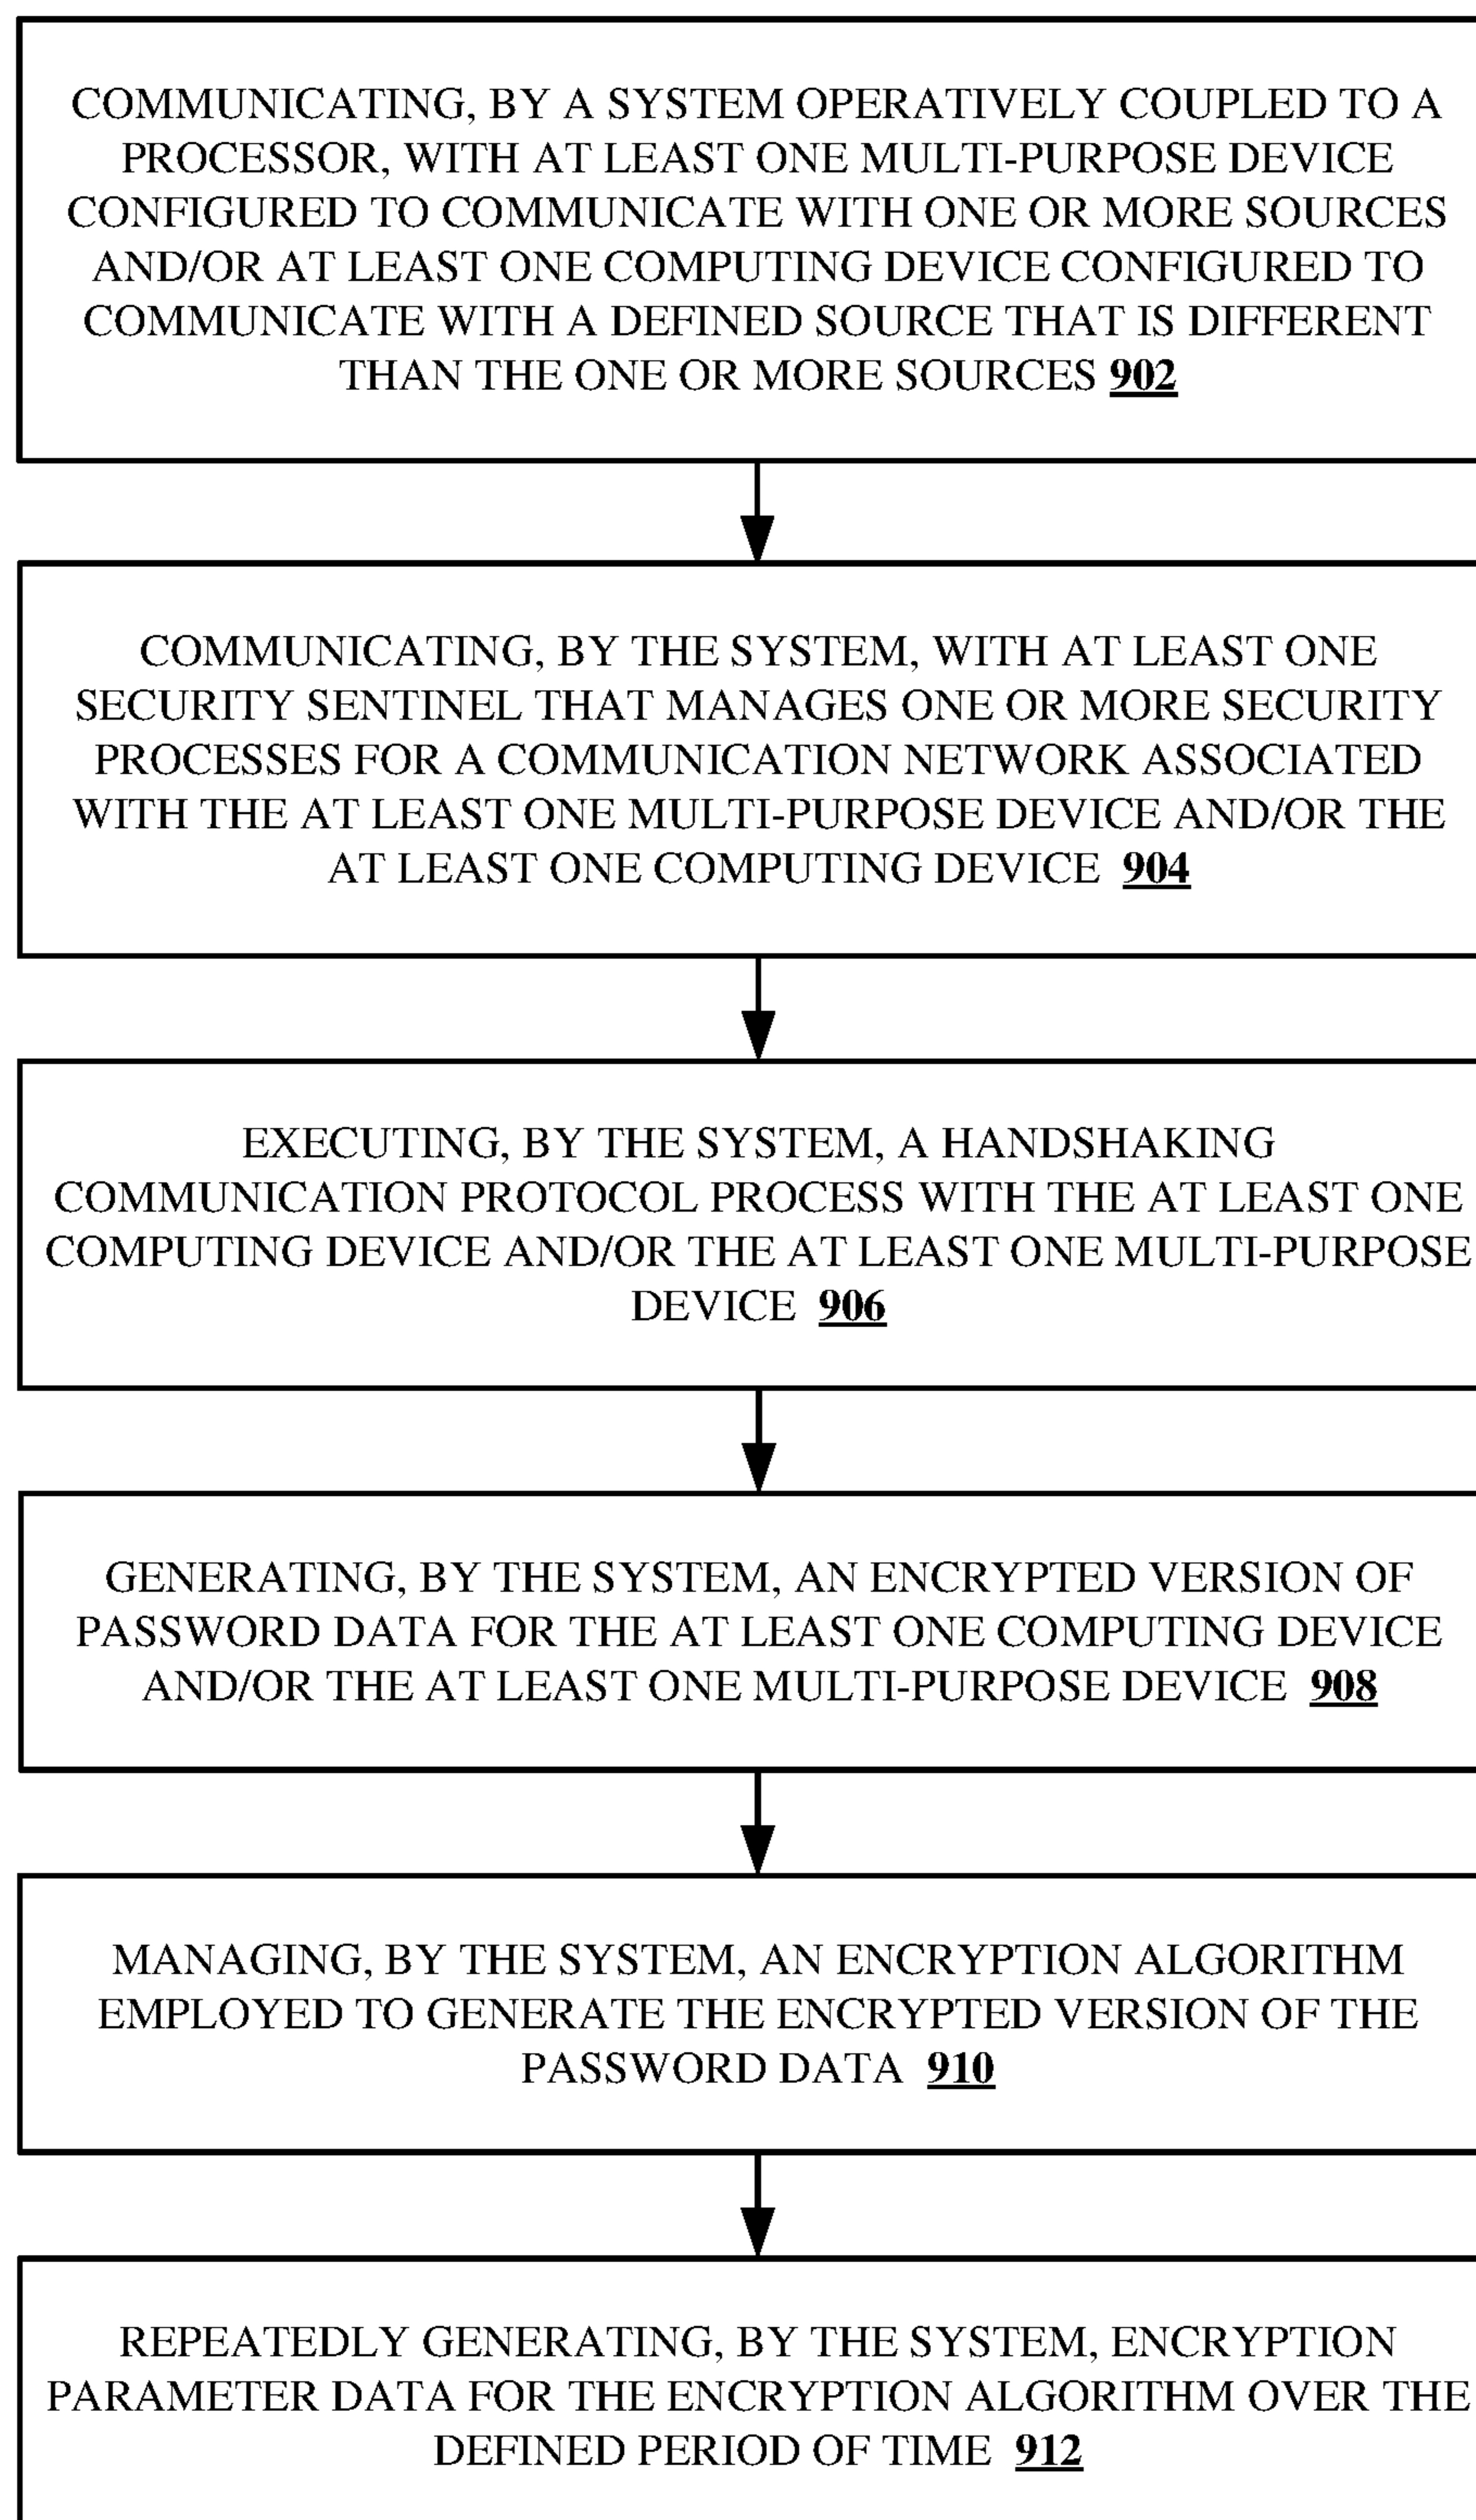 COMMUNICATING, BY A SYSTEM OPERATIVELY COUPLED TO A
PROCESSOR, WITH AT LEAST ONE MULTI-PURPOSE DEVICE
CONFIGURED TO COMMUNICATE WITH ONE OR MORE SOURCES
AND/OR AT LEAST ONE COMPUTING DEVICE CONFIGURED TO
COMMUNICATE WITH A DEFINED SOURCE THAT IS DIFFERENT
THAN THE ONE OR MORE SOURCES 902
COMMUNICATING, BY THE SYSTEM, WITH AT LEAST ONE
SECURITY SENTINEL THAT MANAGES ONE OR MORE SECURITY
PROCESSES FOR A COMMUNICATION NETWORK ASSOCIATED
WITH THE AT LEAST ONE MULTI-PURPOSE DEVICE AND/OR THE
AT LEAST ONE COMPUTING DEVICE 904
EXECUTING, BY THE SYSTEM, A HANDSHAKING
COMMUNICATION PROTOCOL PROCESS WITH THE AT LEAST ONE
COMPUTING DEVICE AND/OR THE AT LEAST ONE MULTI-PURPOSE
DEVICE 906
GENERATING, BY THE SYSTEM, AN ENCRYPTED VERSION OF
PASSWORD DATA FOR THE AT LEAST ONE COMPUTING DEVICE
AND/OR THE AT LEAST ONE MULTI-PURPOSE DEVICE 908
MANAGING, BY THE SYSTEM, AN ENCRYPTION ALGORITHM
EMPLOYED TO GENERATE THE ENCRYPTED VERSION OF THE
PASSWORD DATA 910
REPEATEDLY GENERATING, BY THE SYSTEM, ENCRYPTION
PARAMETER DATA FOR THE ENCRYPTION ALGORITHM OVER THE
DEFINED PERIOD OF TIME 912